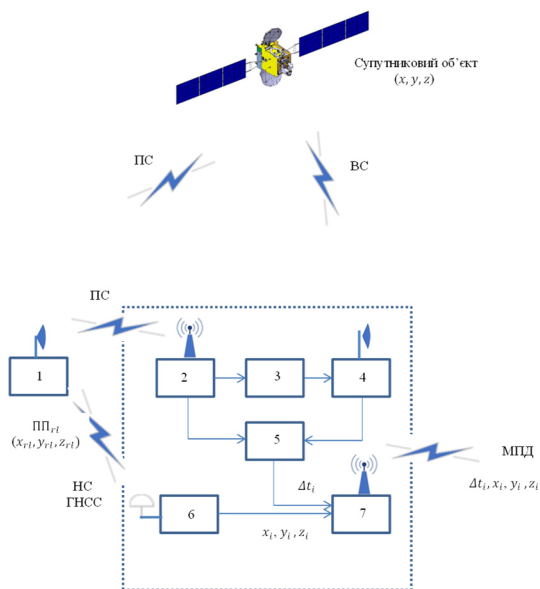 Супутниковий об`єкт
(x, y, z)
ПС
ВС
ПС
1
2
3
4
ПП_rl
(x_rl, y_rl, z_rl)
5
МПД
НС
ГНСС
Δt_i
Δt_i, x_i, y_i, z_i
6
7
x_i, y_i, z_i